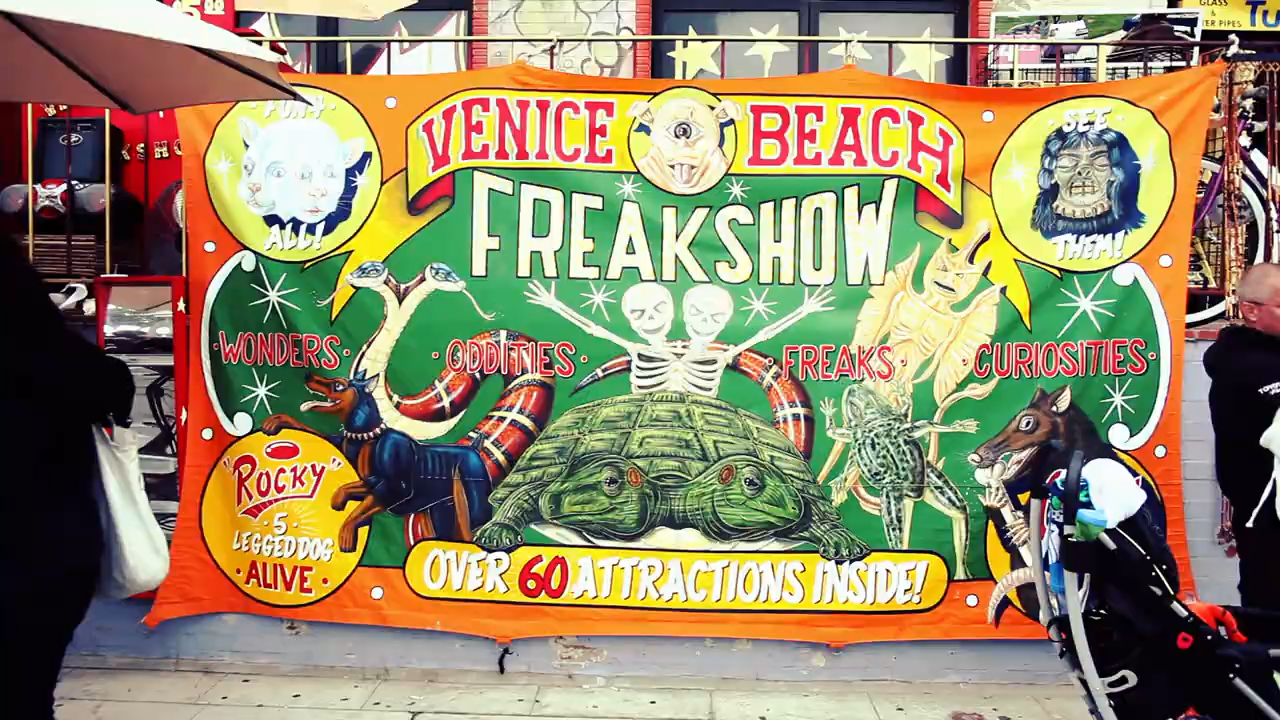 VENICE BEACH
FREAKSHOW
ALL!
SEE
THEM!
·WONDERS· ·ODDITIES· ·FREAKS· ·CURIOSITIES·
"ROCKY"
·5·
LEGGED DOG
·ALIVE·
OVER 60 ATTRACTIONS INSIDE!
GLASS
&